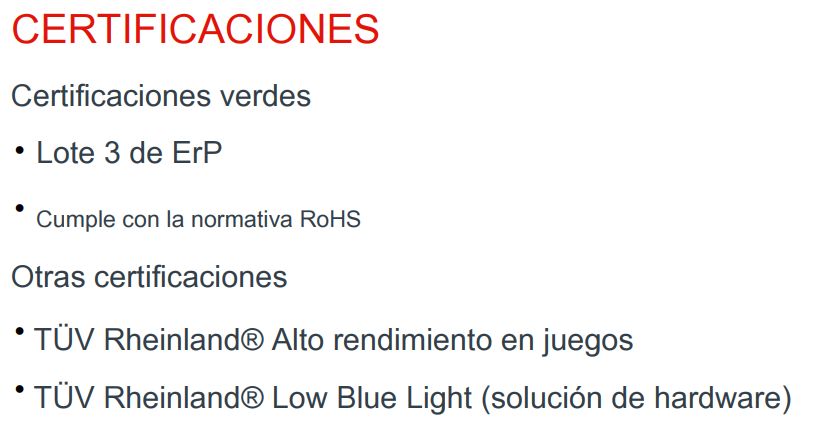 CERTIFICACIONES
Certificaciones verdes
• Lote 3 de ErP
• Cumple con la normativa RoHS
Otras certificaciones
• TÜV Rheinland® Alto rendimiento en juegos
• TÜV Rheinland® Low Blue Light (solución de hardware)